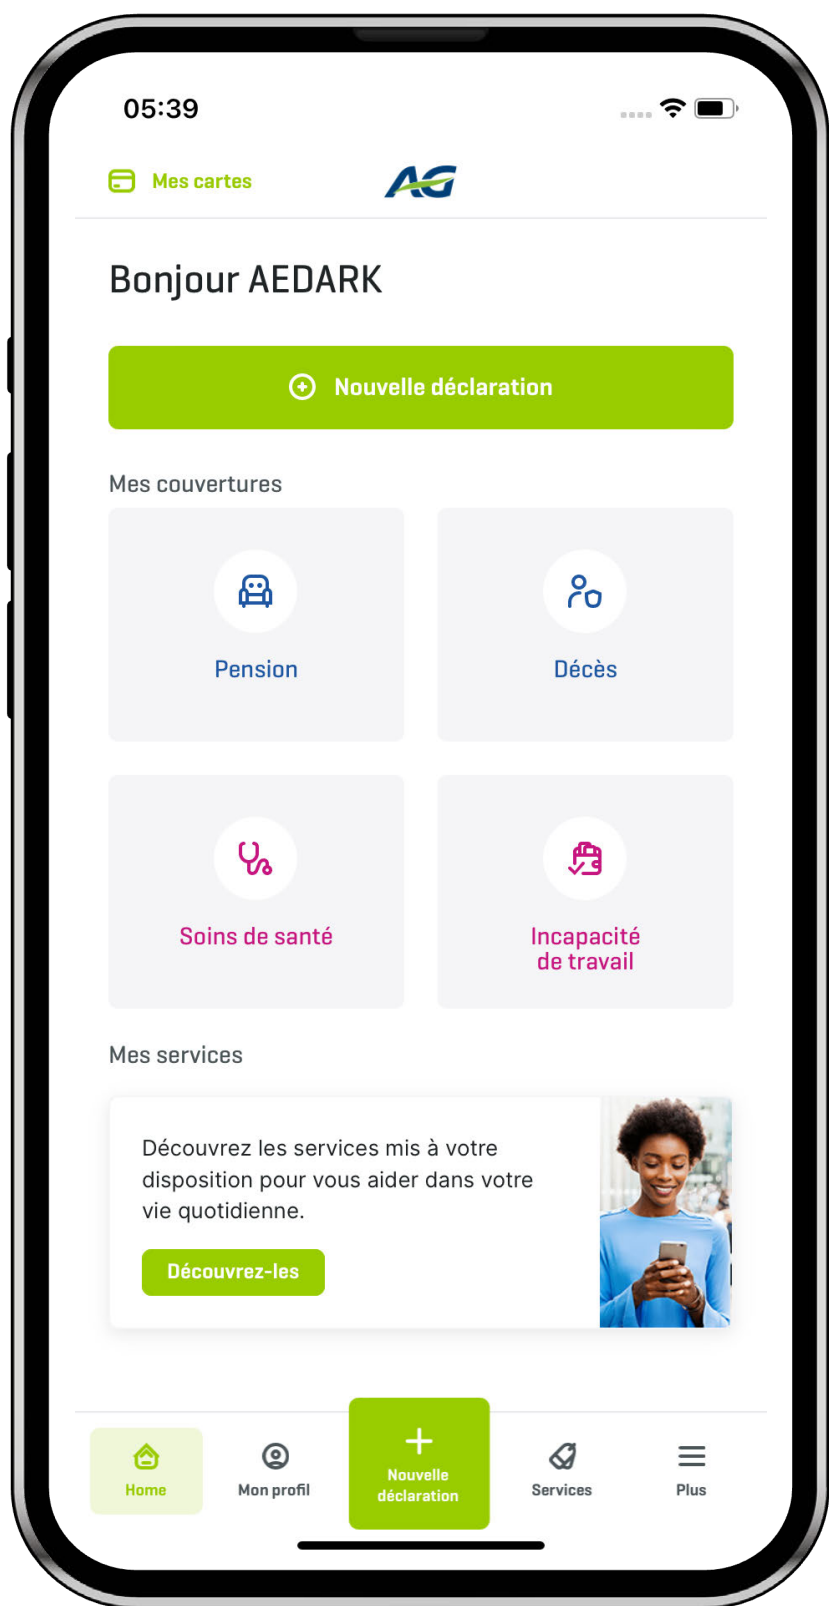 05:39
Mes cartes
AG
Bonjour AEDARK
Nouvelle déclaration
Mes couvertures
Pension
Décès
Soins de santé
Incapacité
de travail
Mes services
Découvrez les services mis à votre
disposition pour vous aider dans votre
vie quotidienne.
Découvrez-les
Home
Mon profil
Nouvelle
déclaration
Services
Plus